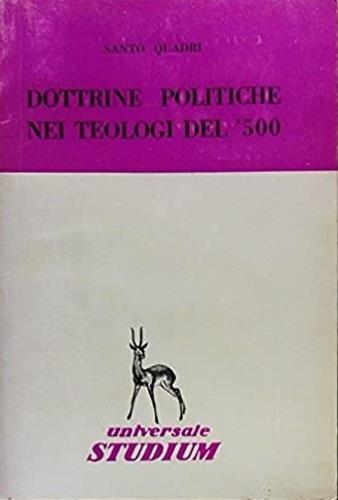 SANTO QUADRI
DOTTRINE POLITICHE
NEI TEOLOGI DEL '500
universale
STUDIUM